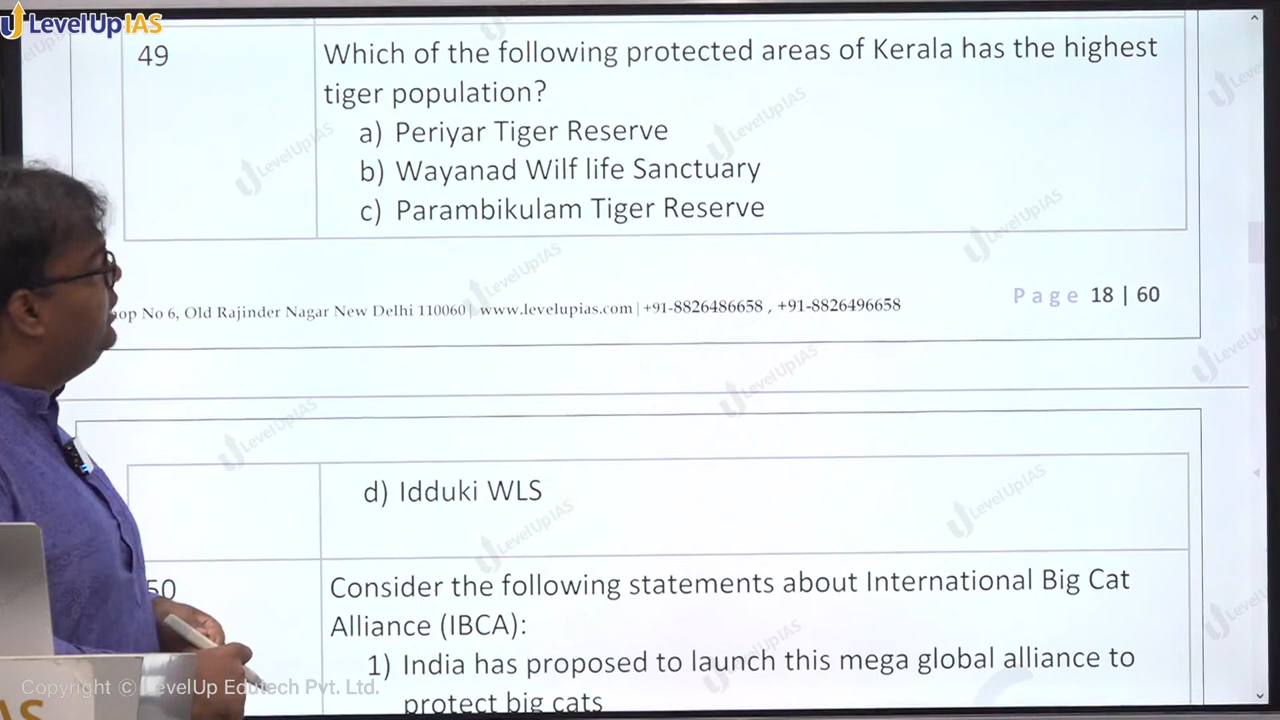 LevelUpIAS
49
Which of the following protected areas of Kerala has the highest
tiger population?
a) Periyar Tiger Reserve
b) Wayanad Wilf life Sanctuary
c) Parambikulam Tiger Reserve
No 6, Old Rajinder Nagar New Delhi 110060 | www.levelupias.com | +91-8826486658 , +91-8826496658
Page 18 | 60
d) Idduki WLS
50
Consider the following statements about International Big Cat
Alliance (IBCA):
1) India has proposed to launch this mega global alliance to
protect big cats
Copyright © LevelUp Edutech Pvt. Ltd.